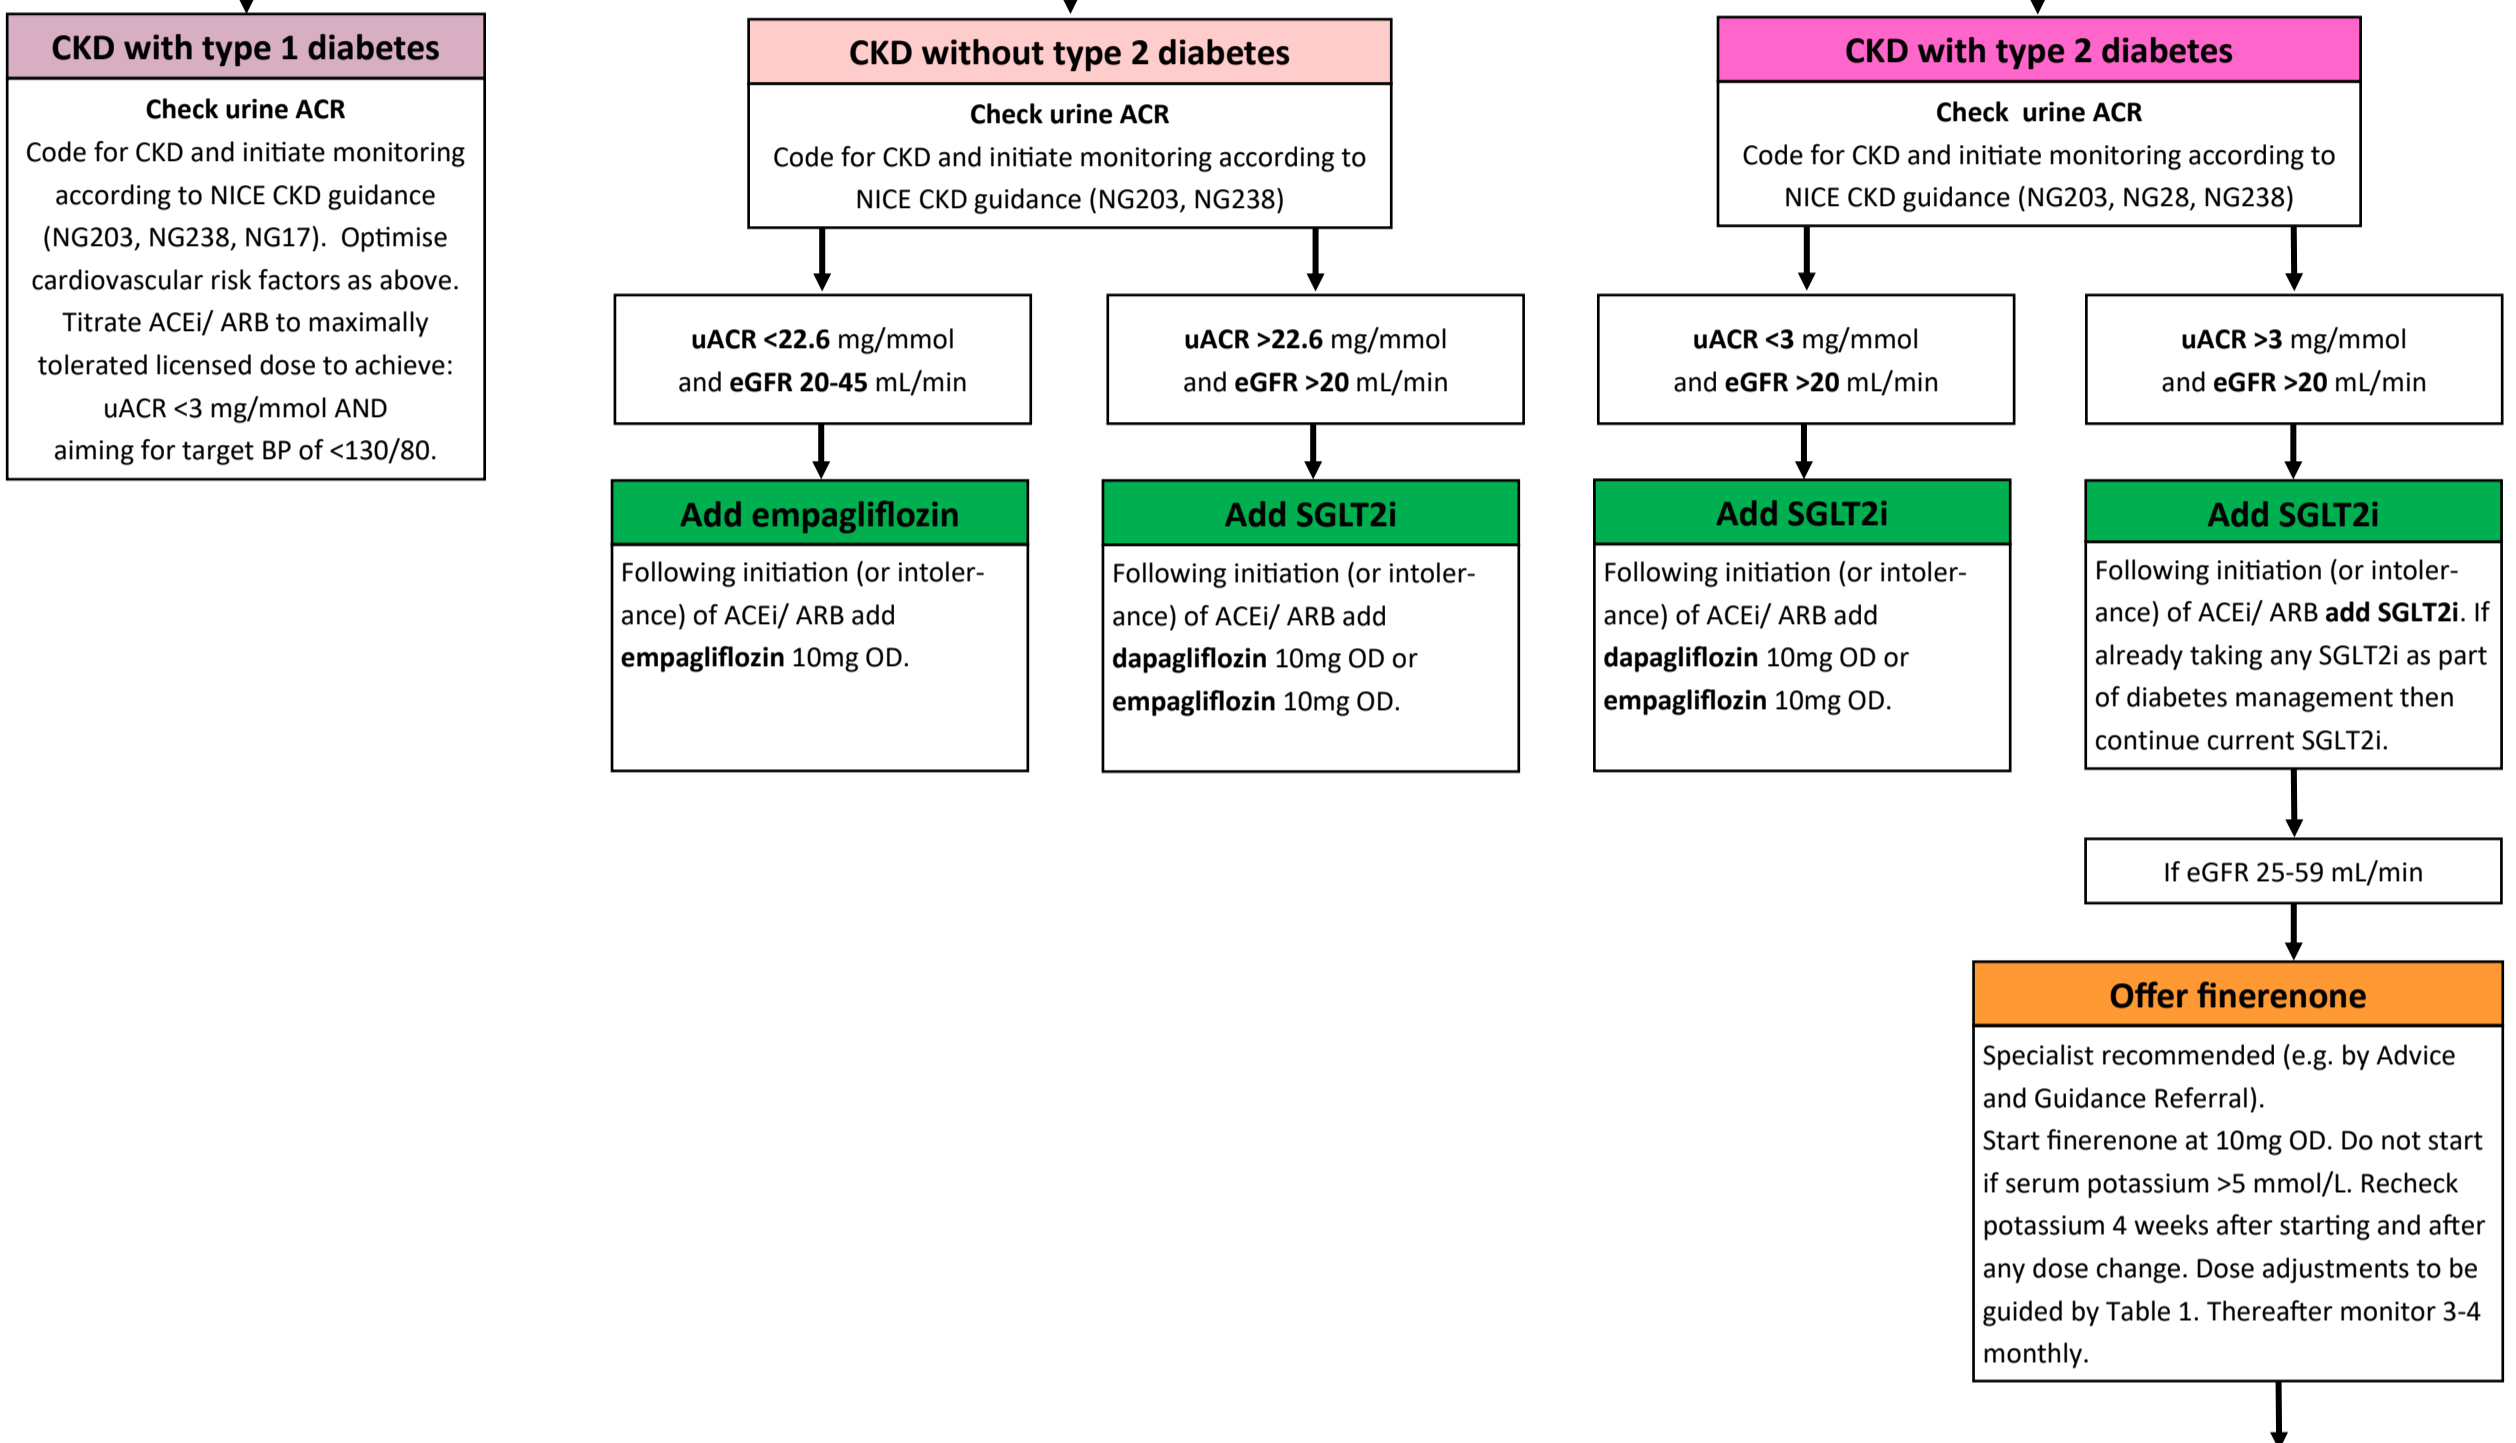 CKD with type 1 diabetes
Check urine ACR
Code for CKD and initiate monitoring
according to NICE CKD guidance
(NG203, NG238, NG17).  Optimise
cardiovascular risk factors as above.
Titrate ACEi/ ARB to maximally
tolerated licensed dose to achieve:
uACR <3 mg/mmol AND
aiming for target BP of <130/80.
CKD without type 2 diabetes
Check urine ACR
Code for CKD and initiate monitoring according to
NICE CKD guidance (NG203, NG238)
uACR <22.6 mg/mmol
and eGFR 20-45 mL/min
Add empagliflozin
Following initiation (or intoler-
ance) of ACEi/ ARB add
empagliflozin 10mg OD.
uACR >22.6 mg/mmol
and eGFR >20 mL/min
Add SGLT2i
Following initiation (or intoler-
ance) of ACEi/ ARB add
dapagliflozin 10mg OD or
empagliflozin 10mg OD.
CKD with type 2 diabetes
Check  urine ACR
Code for CKD and initiate monitoring according to
NICE CKD guidance (NG203, NG28, NG238)
uACR <3 mg/mmol
and eGFR >20 mL/min
Add SGLT2i
Following initiation (or intoler-
ance) of ACEi/ ARB add
dapagliflozin 10mg OD or
empagliflozin 10mg OD.
uACR >3 mg/mmol
and eGFR >20 mL/min
Add SGLT2i
Following initiation (or intoler-
ance) of ACEi/ ARB add SGLT2i. If
already taking any SGLT2i as part
of diabetes management then
continue current SGLT2i.
If eGFR 25-59 mL/min
Offer finerenone
Specialist recommended (e.g. by Advice
and Guidance Referral).
Start finerenone at 10mg OD. Do not start
if serum potassium >5 mmol/L. Recheck
potassium 4 weeks after starting and after
any dose change. Dose adjustments to be
guided by Table 1. Thereafter monitor 3-4
monthly.